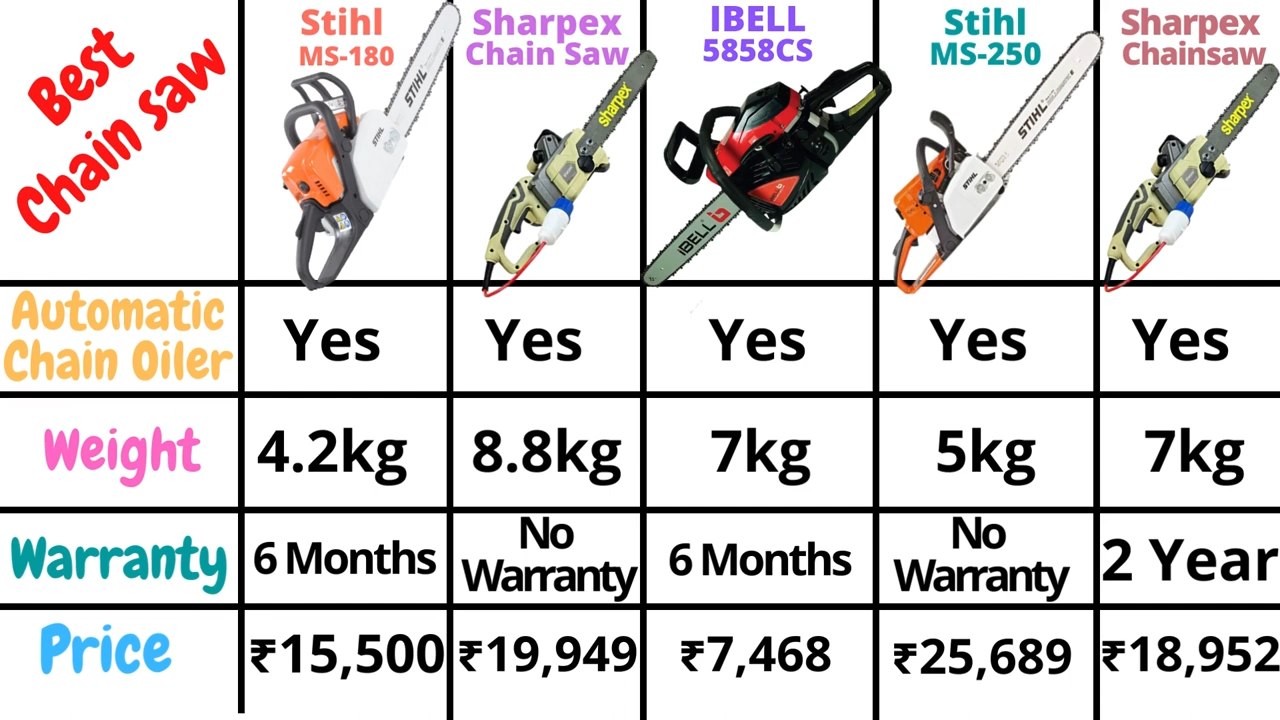 Best
Chain saw
Stihl
MS-180
Sharpex
Chain Saw
IBELL
5858CS
Stihl
MS-250
Sharpex
Chainsaw
STIHL
STIHL
sharpex
IBELL
STIHL
STIHL
sharpex
Automatic
Chain Oiler
Yes
Yes
Yes
Yes
Yes
Weight
4.2kg
8.8kg
7kg
5kg
7kg
Warranty
6 Months
No
Warranty
6 Months
No
Warranty
2 Year
Price
₹15,500
₹19,949
₹7,468
₹25,689
₹18,952